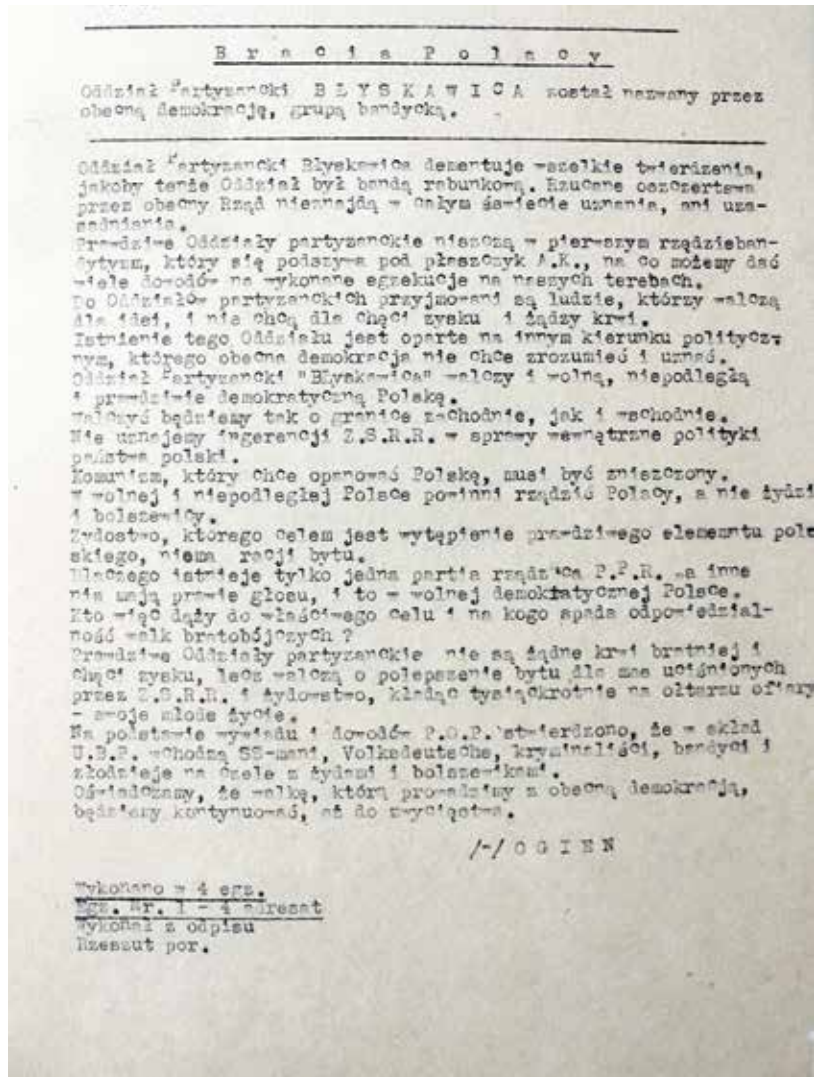 B r a c i a P o l a c y
Oddział Partyzancki B Ł Y S K A W I C A został nazwany przez
obecną demokrację, grupą bandycką.
Oddział Partyzancki Błyskawica dementuje wszelkie twierdzenia,
jakoby tenże Oddział był bandą rabunkową. Rzucane oszczerstwa
przez obecny Rząd nieznajdą w całym świecie uznania, ani uza-
sadniania.
Prawdziwe Oddziały partyzanckie niszczą w pierwszym rządzieban-
dytyzm, który się podszywa pod płaszczyk A.K., na co możemy dać
wiele dowodów na wykonane egzekucje na naszych terebach.
Do Oddziałów partyzanckich przyjmowani są ludzie, którzy walczą
dla idei, i nie chcą dla chęci zysku i żądzy krwi.
Istnienie tego Oddziału jest oparte na innym kierunku politycz-
nym, którego obecna demokracja nie chce zrozumieć i uznać.
Oddział Partyzancki "Błyskawica" walczy i wolną, niepodległą
i prawdziwie demokratyczną Polskę.
Walczyć będziemy tak o granice zachodnie, jak i wschodnie.
Nie uznajemy ingerencji Z.S.R.R. w sprawy wewnętrzne polityki
państwa polski.
Komunizm, który chce opanować Polskę, musi być zniszczony.
W wolnej i niepodległej Polsce powinni rządzić Polacy, a nie żydzi
i bolszewicy.
Żydostwo, którego celem jest wytępienie prawdziwego elememtu pol-
skiego, niema racji bytu.
Dlaczego istnieje tylko jedna partia rządząca P.P.R. a inne
nia mają prawie głosu, i to w wolnej demokratycznej Polsce.
Kto więc dąży do właściwego celu i na kogo spada odpowiedzial-
ność walk bratobójczych ?
Prawdziwe Oddziały partyzanckie nie są żądne krwi bratniej i
chęci zysku, lecz walczą o polepszenie bytu dla mas uciśnionych
przez Z.S.R.R. i żydowstwo, kładąc tysiąckrotnie na ołtarzu ofiary
- swoje młode życie.
Na polstawie wywiadu i dowodów P.O.P. stwierdzono, że w skład
U.B.P. wchodzą SS-mani, Volksdeutsche, kryminaliści, bandyci i
złodzieje na czele z żydami i bolszewikami.
Oświadczamy, że walkę, którą prowadzimy z obecną demokracją,
będziemy kontynuować, aż do zwycięstwa.
/-/ O G I E N
Wykonano w 4 egz.
Egz. Nr. 1 - 4 adresat
Wykonał z odpisu
Rzeszut por.